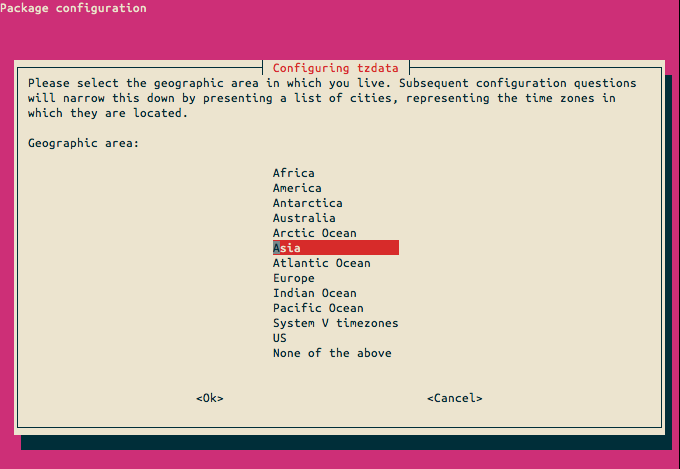 Package configuration
Configuring tzdata
Please select the geographic area in which you live. Subsequent configuration questions
will narrow this down by presenting a list of cities, representing the time zones in
which they are located.
Geographic area:
Africa
America
Antarctica
Australia
Arctic Ocean
Asia
Atlantic Ocean
Europe
Indian Ocean
Pacific Ocean
System V timezones
US
None of the above
<Ok> <Cancel>